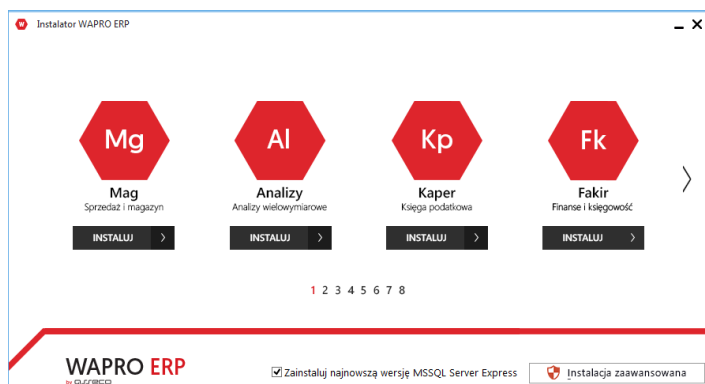 W Instalator WAPRO ERP
Mg Al Kp Fk
Mag Analizy Kaper Fakir
Sprzedaż i magazyn Analizy wielowymiarowe Księga podatkowa Finanse i księgowość
INSTALUJ INSTALUJ INSTALUJ INSTALUJ
1 2 3 4 5 6 7 8
WAPRO ERP
by asseco
Zainstaluj najnowszą wersję MSSQL Server Express
Instalacja zaawansowana